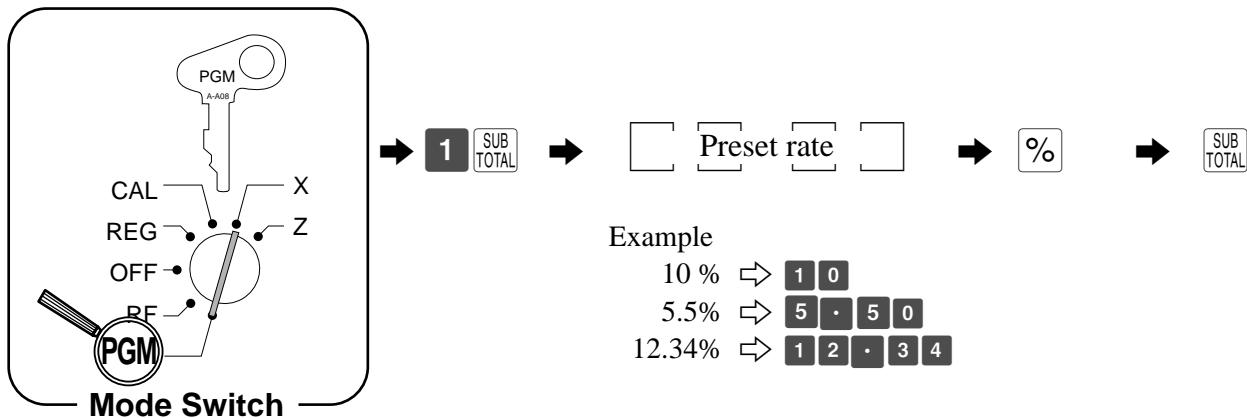 PGM
A-A08
CAL
X
REG
Z
OFF
RF
PGM
Mode Switch
1 SUB TOTAL
Preset rate
%
SUB TOTAL
Example
10 % 1 0
5.5% 5 · 5 0
12.34% 1 2 · 3 4